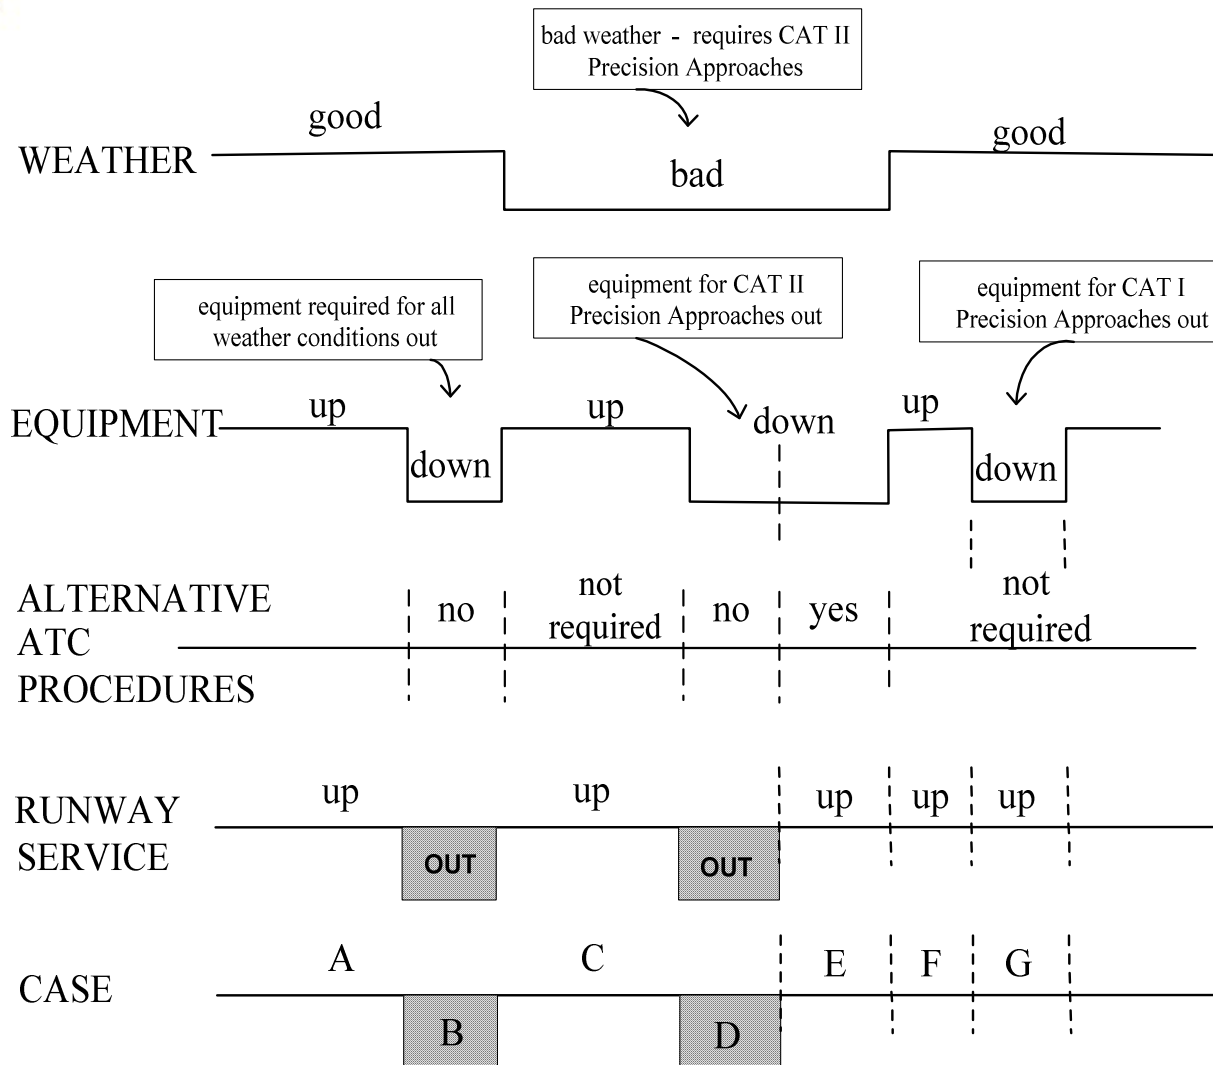 bad weather - requires CAT II
Precision Approaches
good
good
WEATHER
bad
equipment required for all
weather conditions out
equipment for CAT II
Precision Approaches out
equipment for CAT I
Precision Approaches out
up
up
up
EQUIPMENT
down
down
down
ALTERNATIVE
ATC
PROCEDURES
no
not
required
no
yes
not
required
RUNWAY
SERVICE
up
up
up
up
up
OUT
OUT
CASE
A
C
E
F
G
B
D